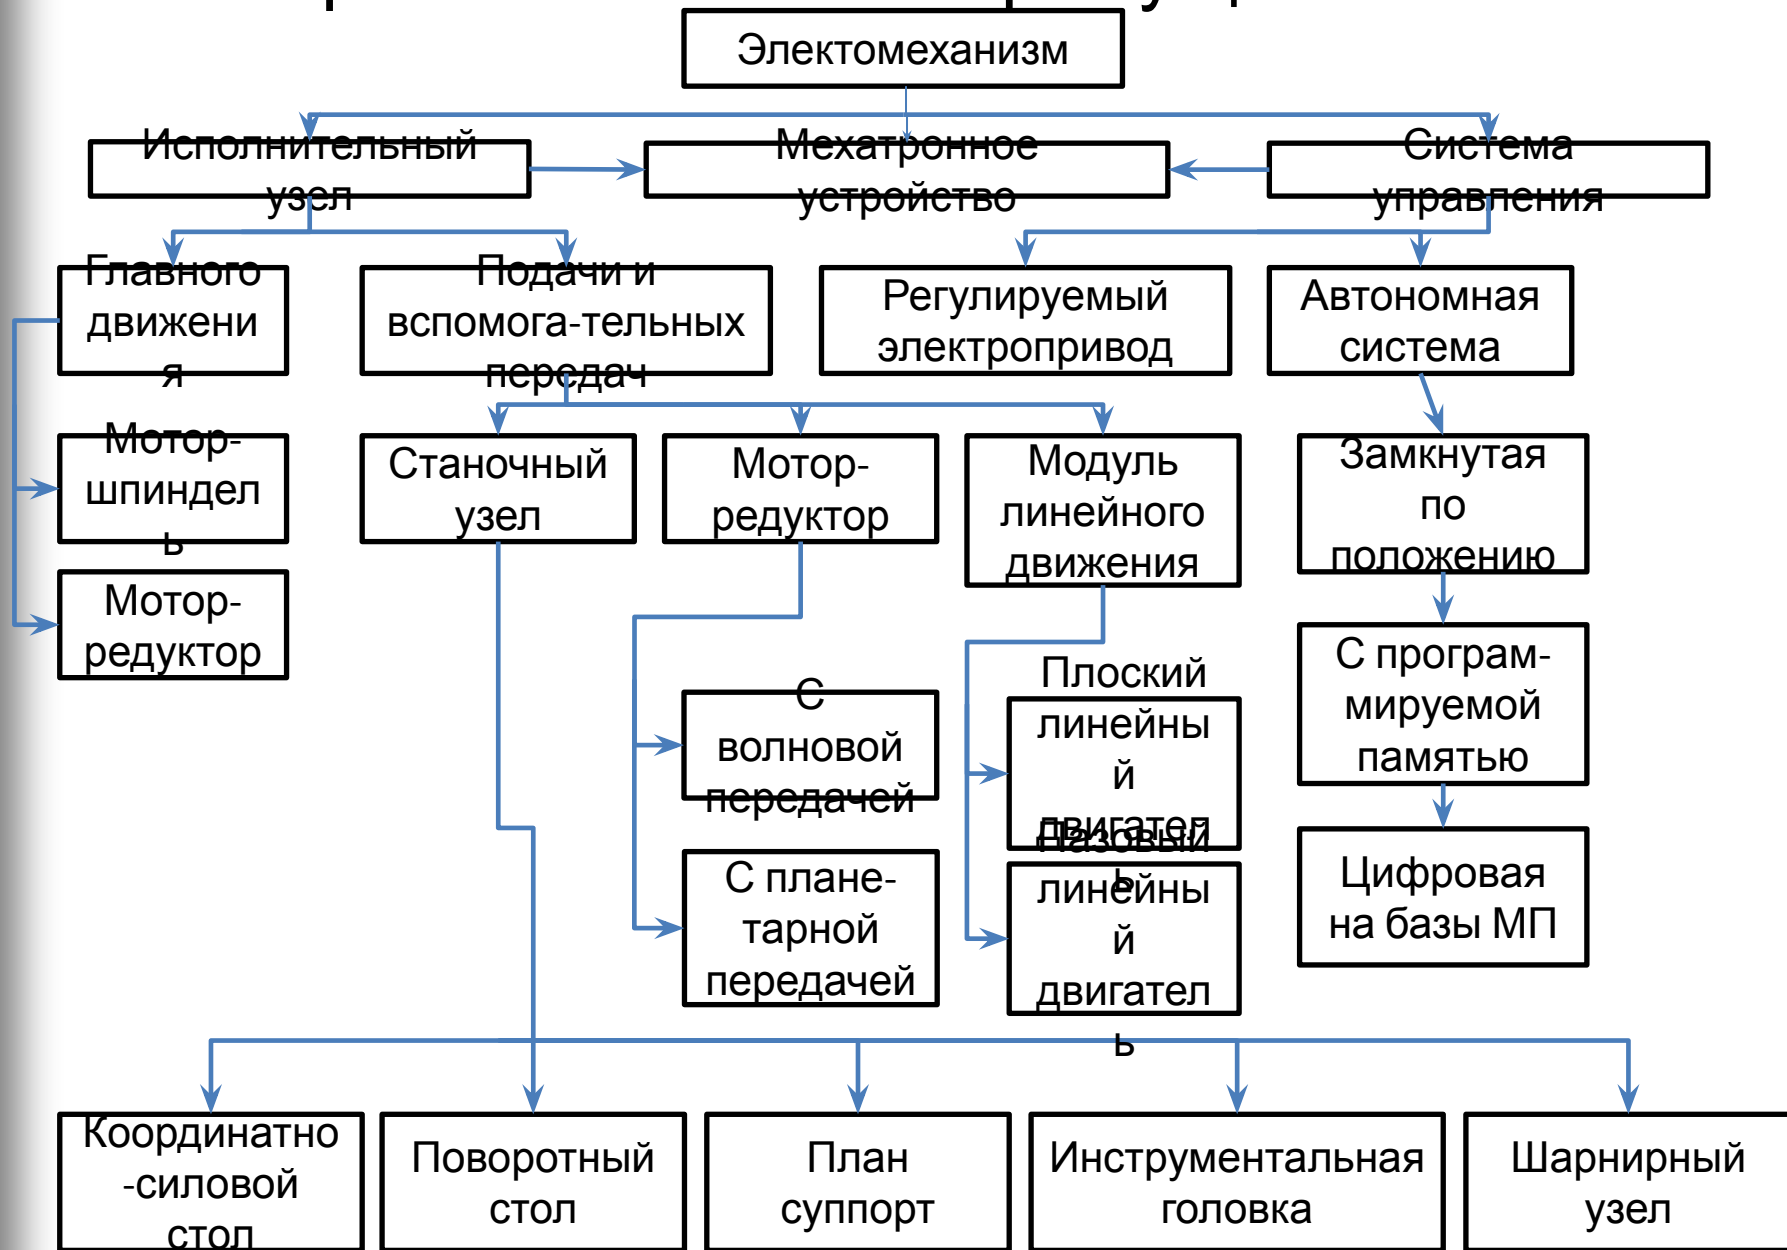 Электомеханизм
Исполнительный
узел
Мехатронное
устройство
Система
управления
Главного
движени
я
Подачи и
вспомога-тельных
передач
Регулируемый
электропривод
Автономная
система
Мотор-
шпиндел
ь
Станочный
узел
Мотор-
редуктор
Модуль
линейного
движения
Замкнутая
по
положению
Мотор-
редуктор
С
волновой
передачей
Плоский
линейны
й
двигател
ь
С програм-
мируемой
памятью
С плане-
тарной
передачей
Пазовый
линейны
й
двигател
ь
Цифровая
на базы МП
Координатно
-силовой
стол
Поворотный
стол
План
суппорт
Инструментальная
головка
Шарнирный
узел